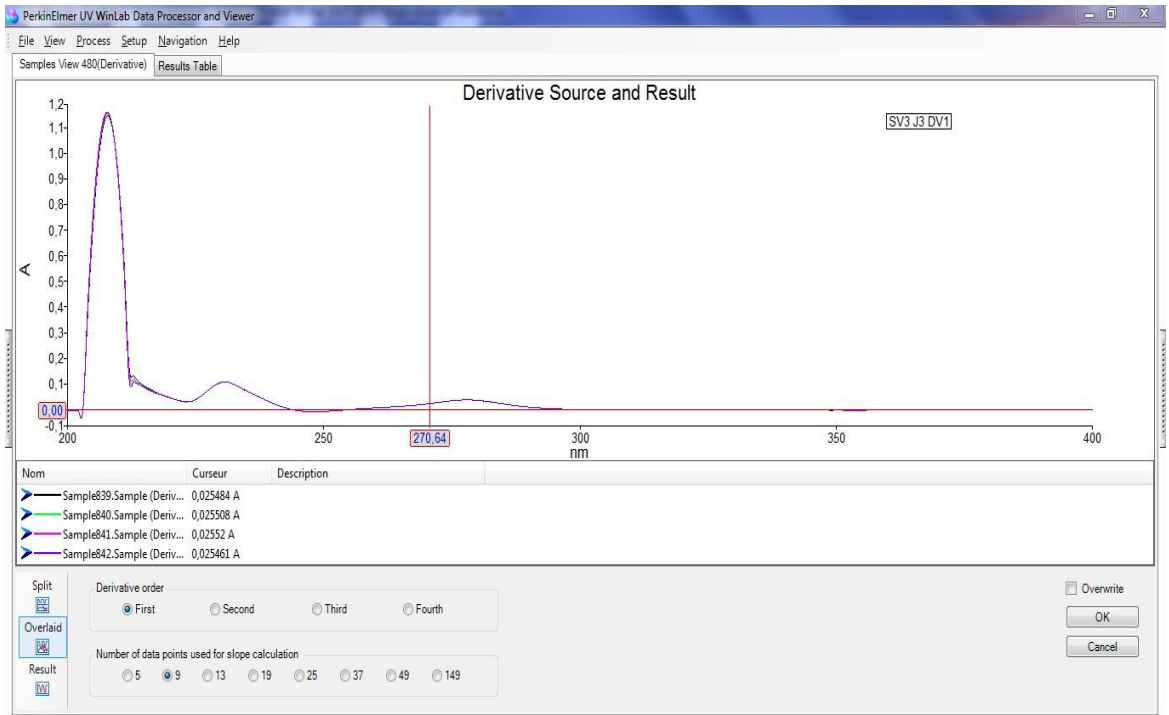 PerkinElmer UV WinLab Data Processor and Viewer
File View Process Setup Navigation Help
Samples View 480(Derivative) Results Table
Derivative Source and Result
SV3 J3 DV1
1,2
1,1
1,0
0,9
0,8
0,7
0,6
0,5
0,4
0,3
0,2
0,1
0,00
-0,1
A
200 250 270,64 300 350 400
nm
Nom Curseur Description
Sample839.Sample (Deriv... 0,025484 A
Sample840.Sample (Deriv... 0,025508 A
Sample841.Sample (Deriv... 0,02552 A
Sample842.Sample (Deriv... 0,025461 A
Split
Overlaid
Result
Derivative order
First Second Third Fourth
Number of data points used for slope calculation
5 9 13 19 25 37 49 149
Overwrite
OK
Cancel